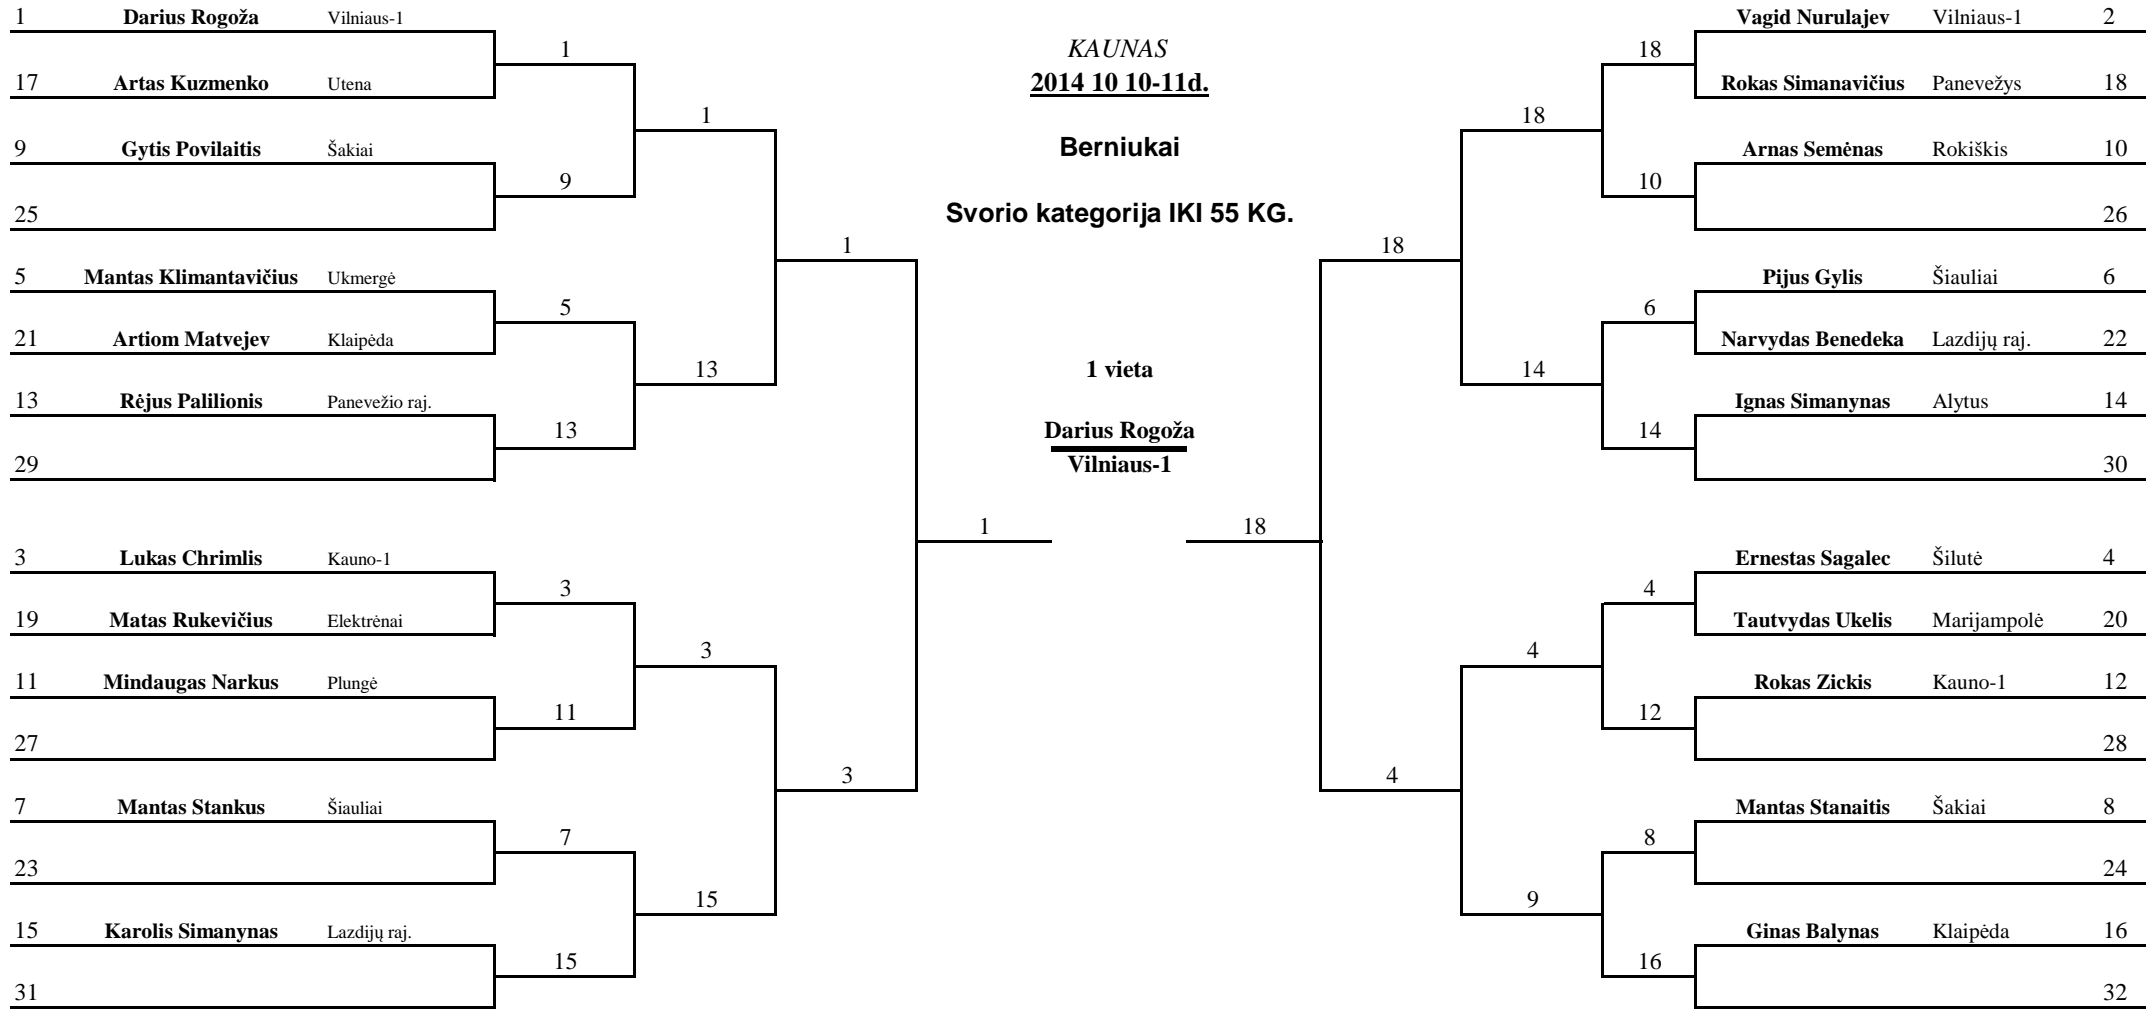 1 Darius Rogoža Vilniaus-1
1
17 Artas Kuzmenko Utena
1
9 Gytis Povilaitis Šakiai
9
25
1
5 Mantas Klimantavičius Ukmergė
5
21 Artiom Matvejev Klaipėda
13
13 Rėjus Palilionis Panevežio raj.
13
29
1
3 Lukas Chrimlis Kauno-1
3
19 Matas Rukevičius Elektrėnai
3
11 Mindaugas Narkus Plungė
11
27
3
7 Mantas Stankus Šiauliai
7
23
15
15 Karolis Simanynas Lazdijų raj.
15
31
KAUNAS
2014 10 10-11d.
Berniukai
Svorio kategorija IKI 55 KG.
1 vieta
Darius Rogoža
Vilniaus-1
Vagid Nurulajev Vilniaus-1 2
18
Rokas Simanavičius Panevežys 18
18
Arnas Semėnas Rokiškis 10
10
26
18
Pijus Gylis Šiauliai 6
6
Narvydas Benedeka Lazdijų raj. 22
14
Ignas Simanynas Alytus 14
14
30
18
Ernestas Sagalec Šilutė 4
4
Tautvydas Ukelis Marijampolė 20
4
Rokas Zickis Kauno-1 12
12
28
4
Mantas Stanaitis Šakiai 8
8
24
9
Ginas Balynas Klaipėda 16
16
32